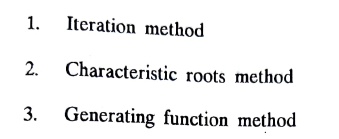 1. Iteration method
2. Characteristic roots method
3. Generating function method